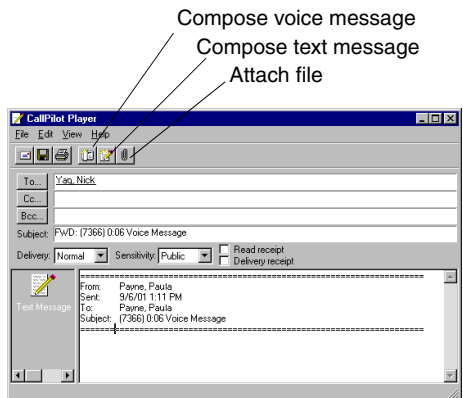 Compose voice message
Compose text message
Attach file
CallPilot Player
File Edit View Help
To... Yao, Nick
Cc...
Bcc...
Subject: FWD: (7366) 0:06 Voice Message
Delivery: Normal Sensitivity: Public Read receipt
Delivery receipt
Text Message
==========================================================
From: Payne, Paula
Sent: 9/6/01 1:11 PM
To: Payne, Paula
Subject: (7366) 0:06 Voice Message
==========================================================